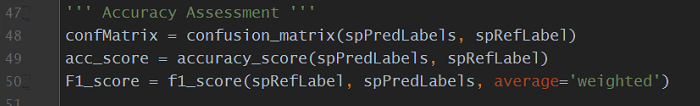 47 ''' Accuracy Assessment '''
48 confMatrix = confusion_matrix(spPredLabels, spRefLabel)
49 acc_score = accuracy_score(spPredLabels, spRefLabel)
50 F1_score = f1_score(spRefLabel, spPredLabels, average='weighted')
51